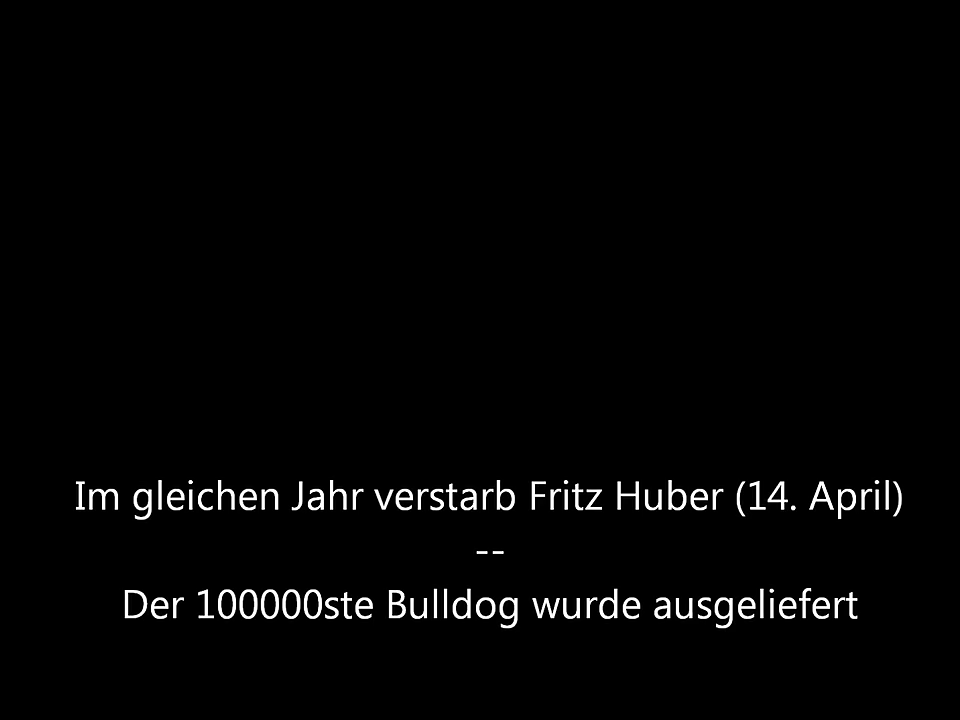 Im gleichen Jahr verstarb Fritz Huber (14. April)
--
Der 100000ste Bulldog wurde ausgeliefert